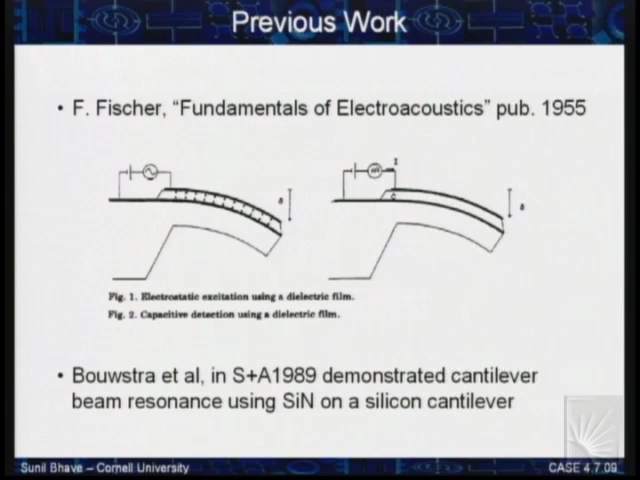 Previous Work
• F. Fischer, “Fundamentals of Electroacoustics” pub. 1955
Fig. 1. Electrostatic excitation using a dielectric film.
Fig. 2. Capacitive detection using a dielectric film.
• Bouwstra et al, in S+A1989 demonstrated cantilever
beam resonance using SiN on a silicon cantilever
Sunil Bhave – Cornell University
CASE 4.7.09